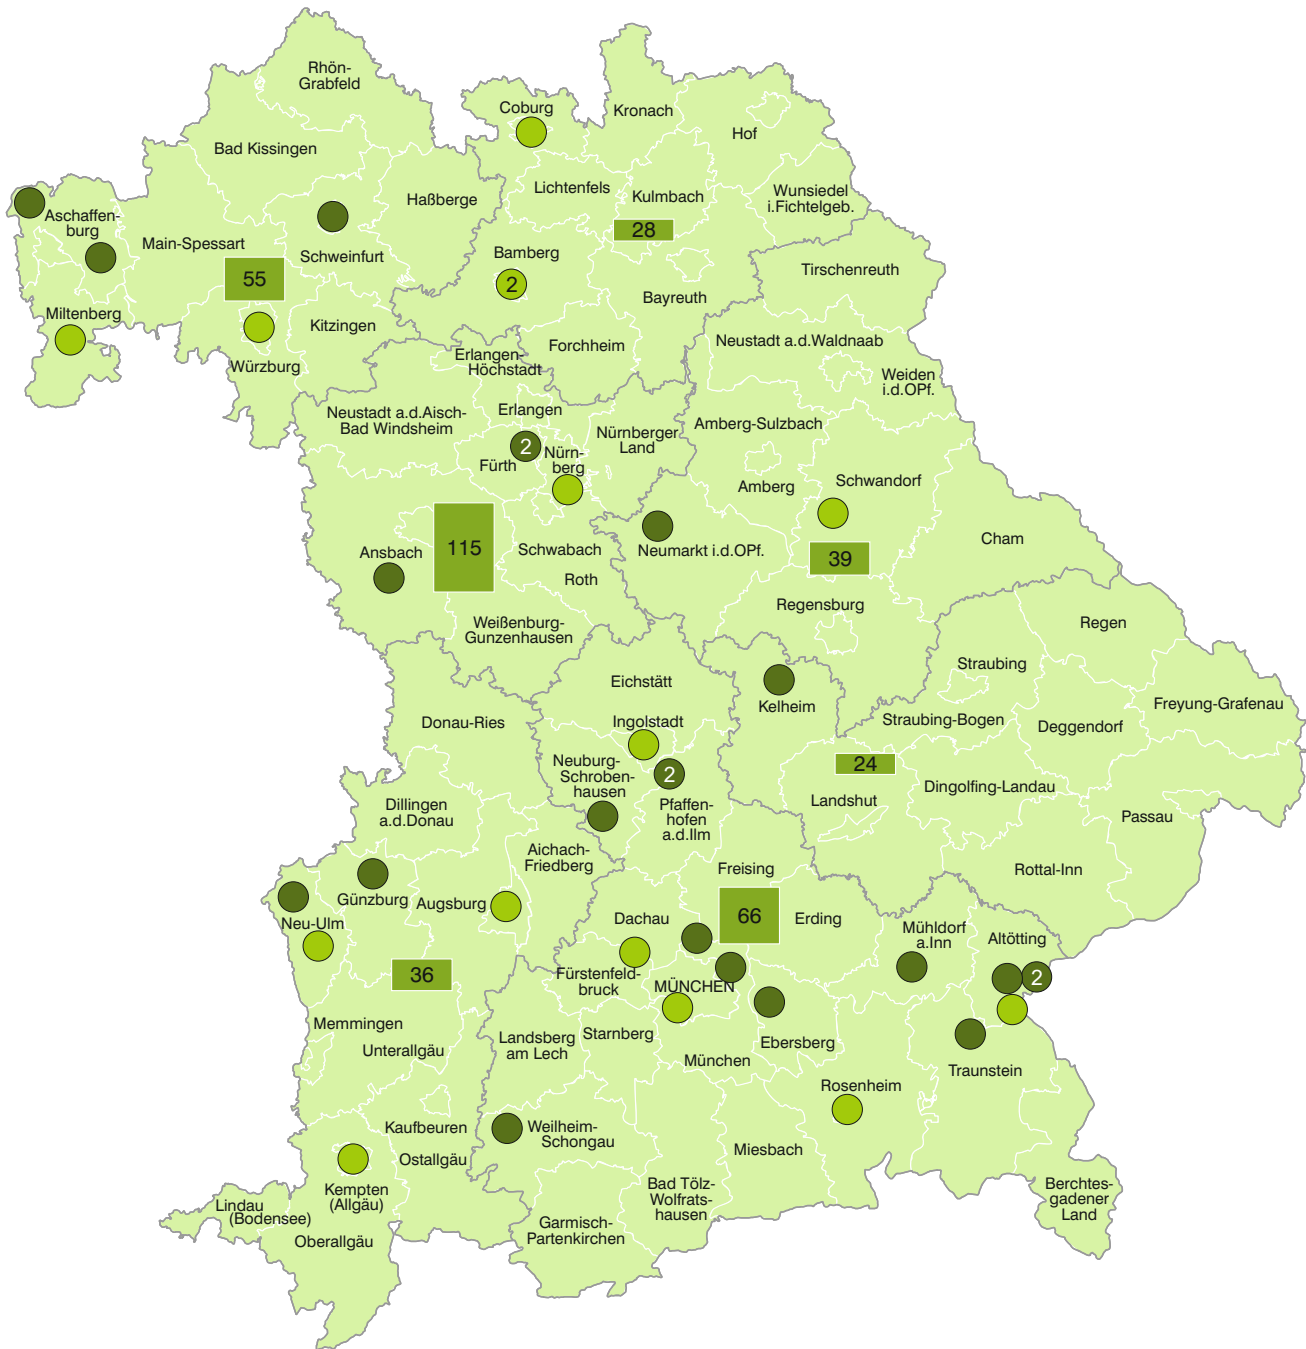 Rhön-
Grabfeld
Coburg
Kronach
Hof
Bad Kissingen
Lichtenfels
Kulmbach
Wunsiedel
i.Fichtelgeb.
Haßberge
Aschaffen-
burg
Main-Spessart
Schweinfurt
28
Bamberg
2
55
Tirschenreuth
Bayreuth
Miltenberg
Kitzingen
Würzburg
Forchheim
Erlangen-
Höchstadt
Neustadt a.d.Waldnaab
Weiden
i.d.OPf.
Neustadt a.d.Aisch-
Bad Windsheim
Erlangen
Nürnberger
Land
Amberg-Sulzbach
2
Fürth
Nürn-
berg
Amberg
Schwandorf
Cham
115
Ansbach
Schwabach
Neumarkt i.d.OPf.
39
Roth
Regensburg
Weißenburg-
Gunzenhausen
Regen
Straubing
Eichstätt
Kelheim
Freyung-Grafenau
Donau-Ries
Ingolstadt
Straubing-Bogen
Deggendorf
Neuburg-
Schroben-
hausen
2
24
Dingolfing-Landau
Landshut
Dillingen
a.d.Donau
Pfaffen-
hofen
a.d.Ilm
Passau
Aichach-
Friedberg
Freising
Rottal-Inn
Günzburg
Augsburg
Neu-Ulm
Dachau
66
Erding
Mühldorf
a.Inn
Altötting
36
Fürstenfeld-
bruck
MÜNCHEN
2
Memmingen
Unterallgäu
Landsberg
am Lech
Starnberg
München
Ebersberg
Traunstein
Rosenheim
Kaufbeuren
Weilheim-
Schongau
Miesbach
Ostallgäu
Kempten
(Allgäu)
Bad Tölz-
Wolfrats-
hausen
Berchtes-
gadener
Land
Lindau
(Bodensee)
Oberallgäu
Garmisch-
Partenkirchen